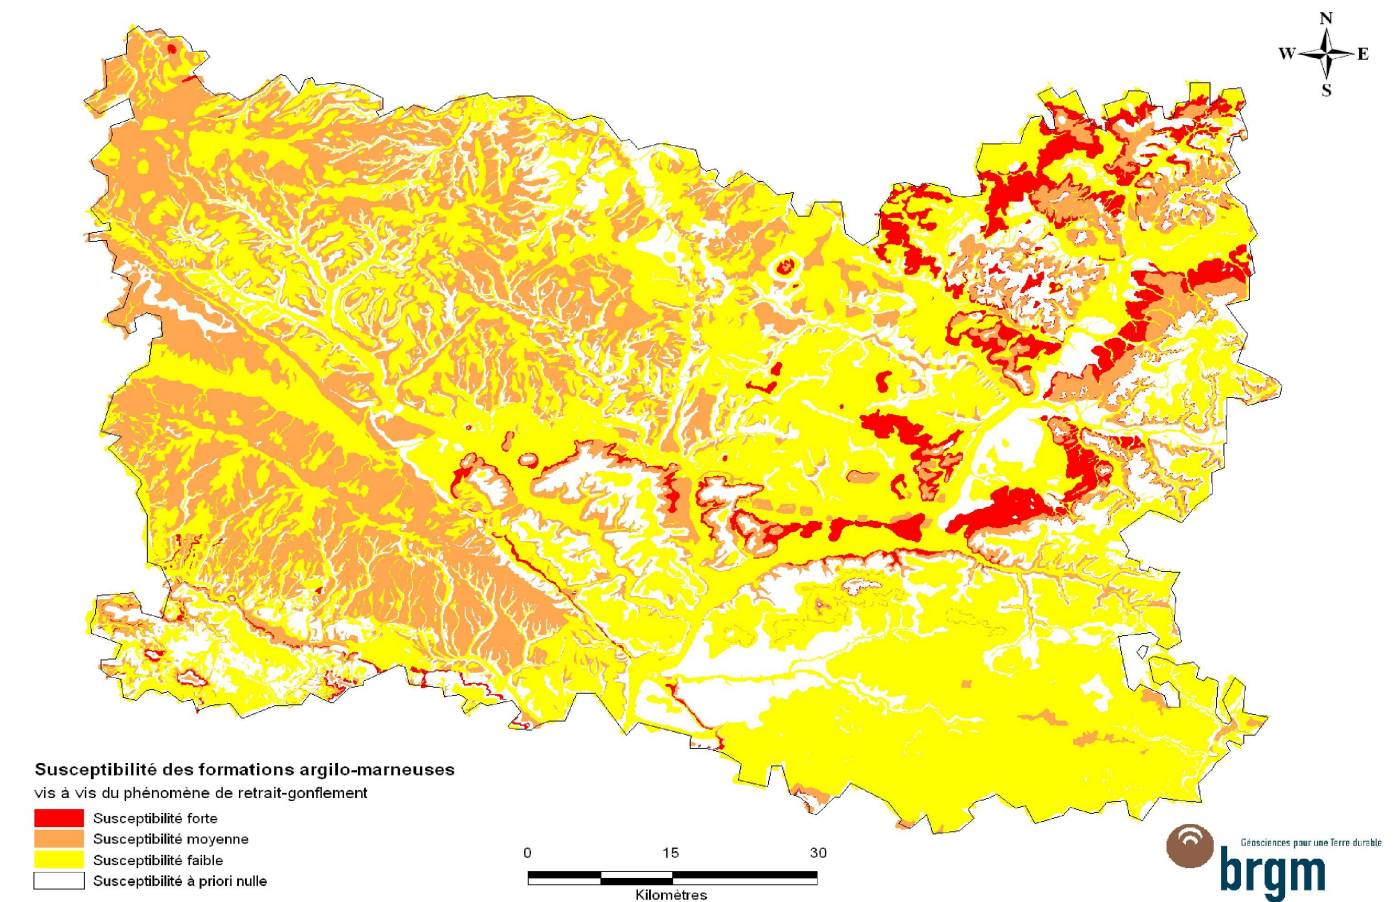 N
W E
S
Susceptibilité des formations argilo-marneuses
vis à vis du phénomène de retrait-gonflement
Susceptibilité forte
Susceptibilité moyenne
Susceptibilité faible
Susceptibilité à priori nulle
0 15 30
Kilomètres
Géosciences pour une Terre durable
brgm